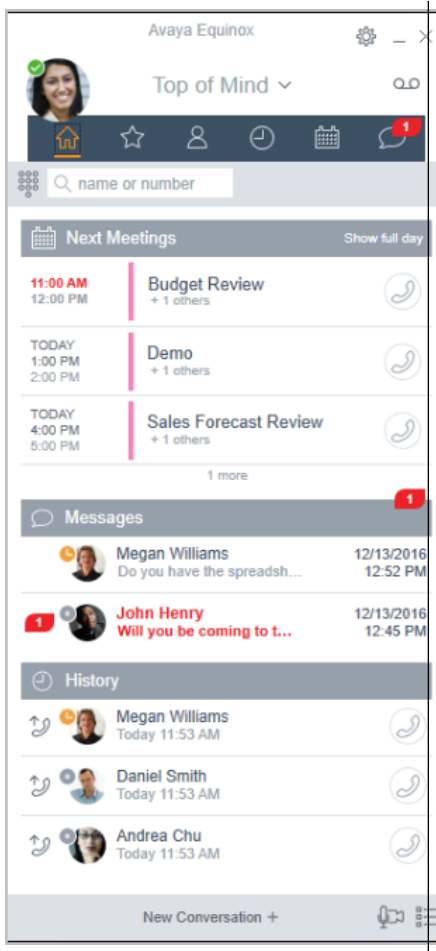 Avaya Equinox
Top of Mind
1
name or number
Next Meetings Show full day
11:00 AM
12:00 PM
Budget Review
+ 1 others
TODAY
1:00 PM
2:00 PM
Demo
+ 1 others
TODAY
4:00 PM
5:00 PM
Sales Forecast Review
+ 1 others
1 more
1
Messages
Megan Williams 12/13/2016
Do you have the spreadsh... 12:52 PM
1
John Henry 12/13/2016
Will you be coming to t... 12:45 PM
History
Megan Williams
Today 11:53 AM
Daniel Smith
Today 11:53 AM
Andrea Chu
Today 11:53 AM
New Conversation +